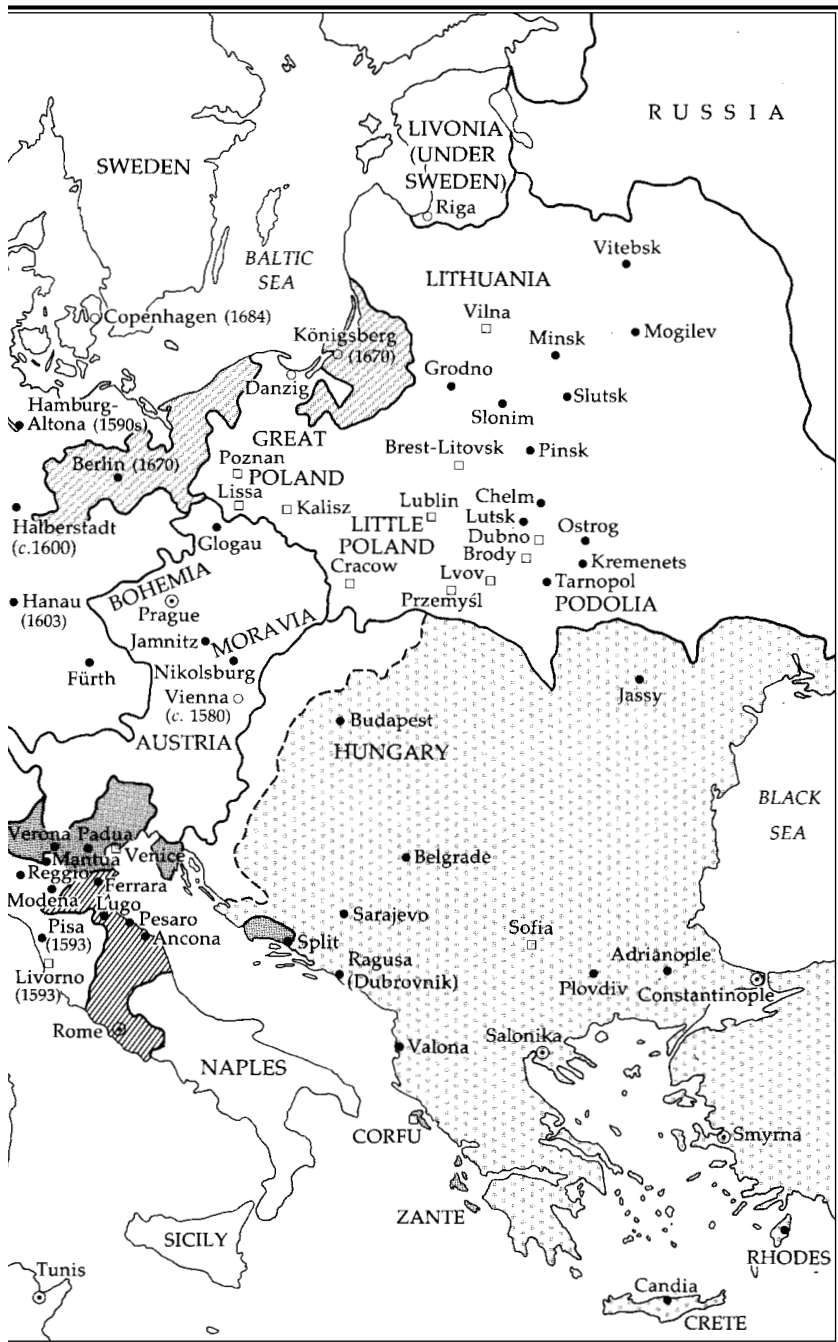 RUSSIA
LIVONIA
(UNDER
SWEDEN)
SWEDEN
Riga
Vitebsk
BALTIC
SEA
LITHUANIA
Vilna
Copenhagen (1684)
Königsberg
(1670)
Minsk
Mogilev
Grodno
Danzig
Slutsk
Hamburg-
Altona (1590s)
Slonim
GREAT
POLAND
Brest-Litovsk
Pinsk
Poznan
Berlin (1670)
Lissa
Kalisz
Lublin
Chelm
Lutsk
Halberstadt
(c.1600)
Glogau
LITTLE
POLAND
Dubno
Ostrog
Brody
Kremenets
Cracow
Lvov
Tarnopol
BOHEMIA
Prague
Przemyśl
PODOLIA
Hanau
(1603)
Jamnitz
MORAVIA
Fürth
Nikolsburg
Vienna
(c. 1580)
Jassy
Budapest
AUSTRIA
HUNGARY
BLACK
SEA
Verona
Padua
Venice
Mantua
Belgrade
Reggio
Ferrara
Modena
Lugo
Pesaro
Sarajevo
Pisa
(1593)
Ancona
Split
Sofia
Adrianople
Livorno
(1593)
Ragusa
(Dubrovnik)
Plovdiv
Constantinople
Rome
Salonika
Valona
NAPLES
CORFU
Smyrna
ZANTE
SICILY
RHODES
Tunis
Candia
CRETE